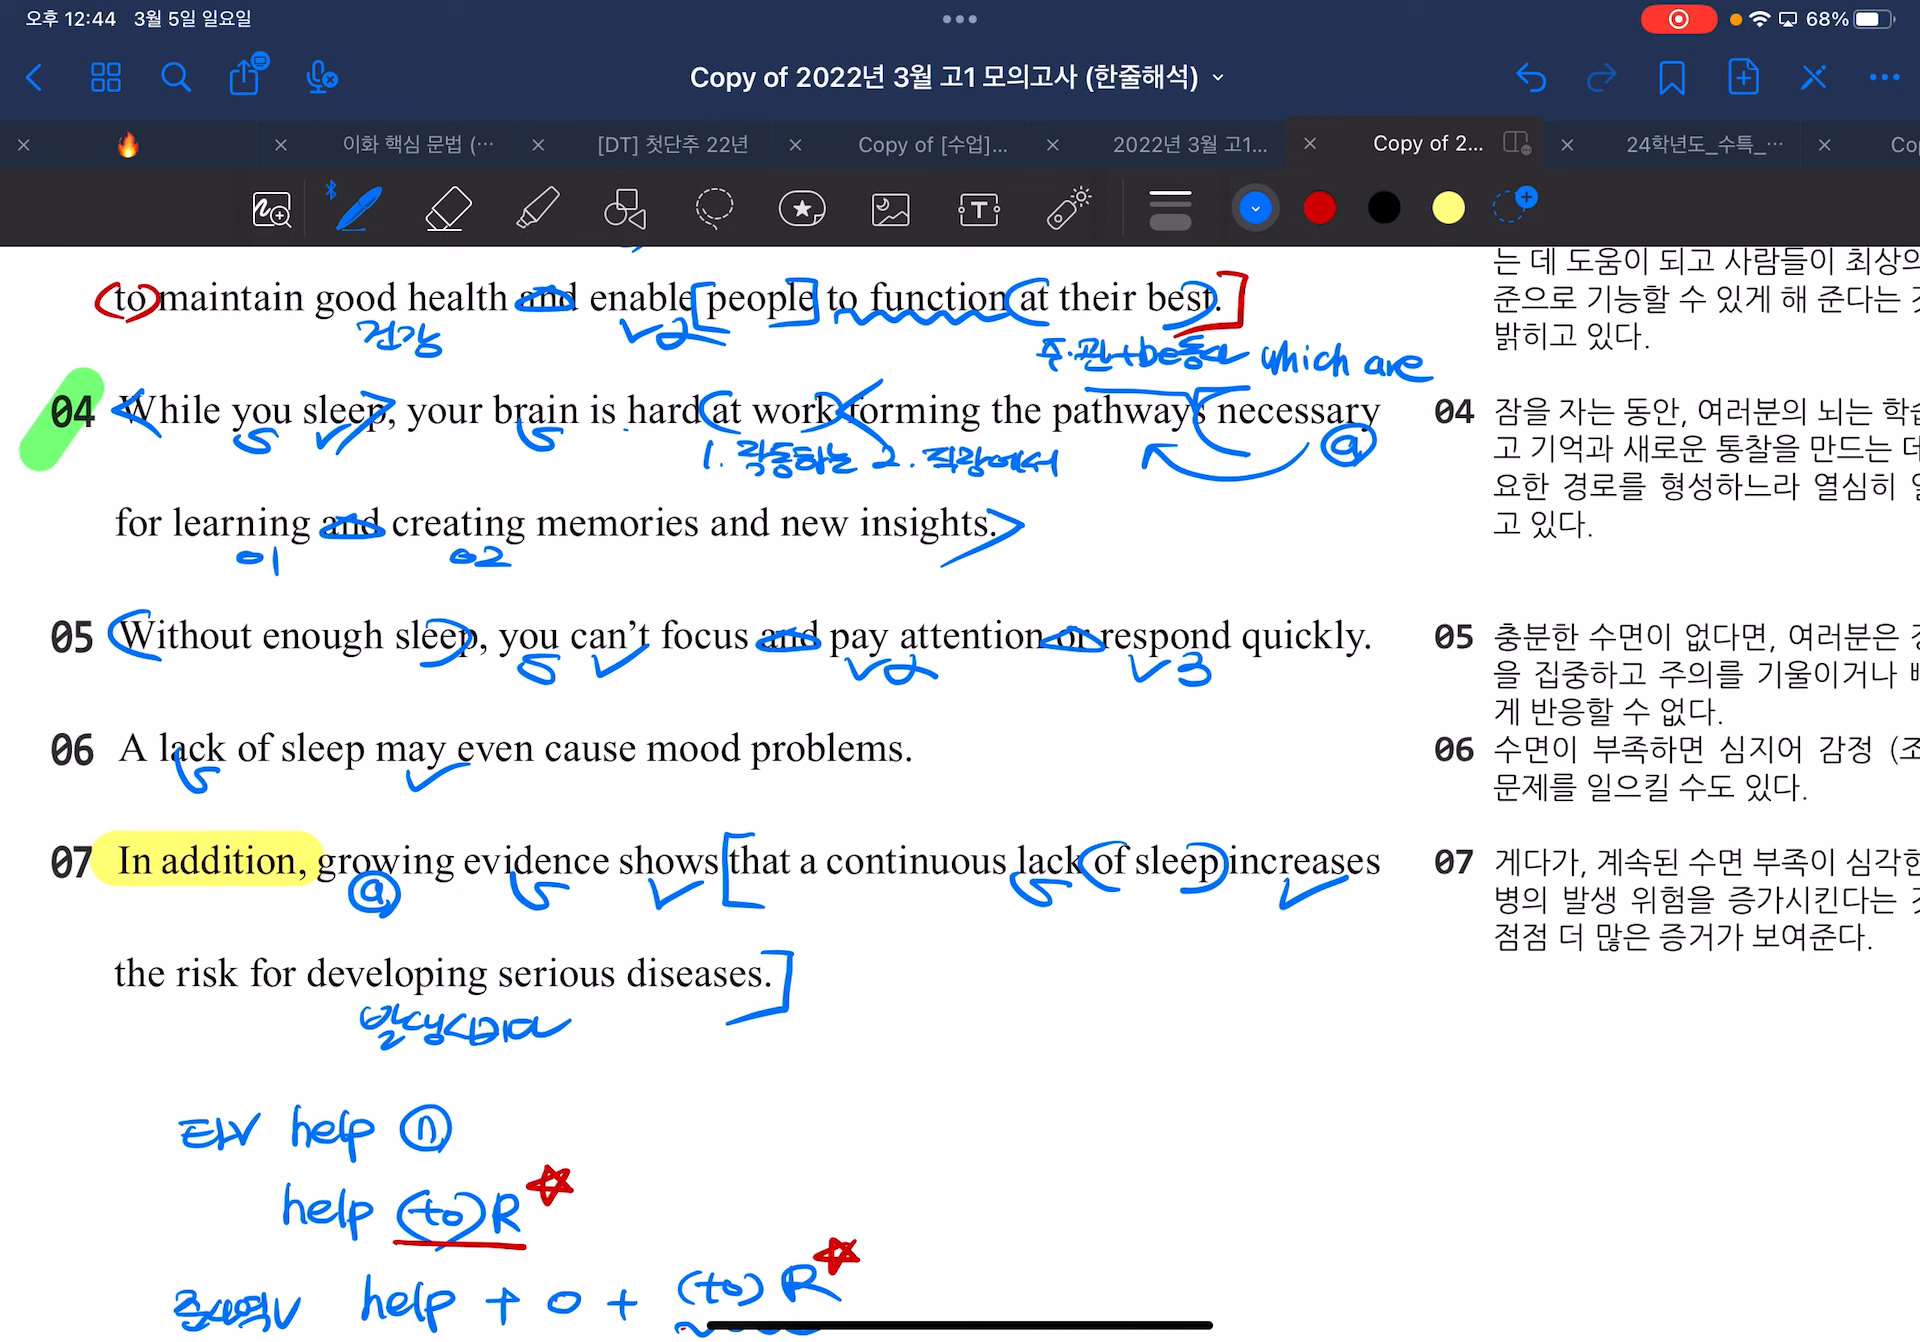 오후 12:44 3월 5일 일요일
68%
Copy of 2022년 3월 고1 모의고사 (한줄해석)
이화 핵심 문법 (...
[DT] 첫단추 22년
Copy of [수업]...
2022년 3월 고1...
Copy of 2...
24학년도_수특_...
Co
to maintain good health and enable people to function at their best.
건강
v2
주·관+be동사 which are
04 While you sleep, your brain is hard at work forming the pathways necessary
s v s ⓐ
1. 작동하는 2. 직장에서
for learning and creating memories and new insights.
o1 o2
05 Without enough sleep, you can't focus and pay attention or respond quickly.
s v v2 v3
06 A lack of sleep may even cause mood problems.
s v
07 In addition, growing evidence shows that a continuous lack of sleep increases
ⓐ s v s v
the risk for developing serious diseases.
발생시키다
타V help ⓝ
help (to)R
준사역V help + o + (to) R
는 데 도움이 되고 사람들이 최상의
준으로 기능할 수 있게 해 준다는 것
밝히고 있다.
04 잠을 자는 동안, 여러분의 뇌는 학습
고 기억과 새로운 통찰을 만드는 데
요한 경로를 형성하느라 열심히 일
고 있다.
05 충분한 수면이 없다면, 여러분은 정
을 집중하고 주의를 기울이거나 빠
게 반응할 수 없다.
06 수면이 부족하면 심지어 감정 (조
문제를 일으킬 수도 있다.
07 게다가, 계속된 수면 부족이 심각한
병의 발생 위험을 증가시킨다는 것
점점 더 많은 증거가 보여준다.